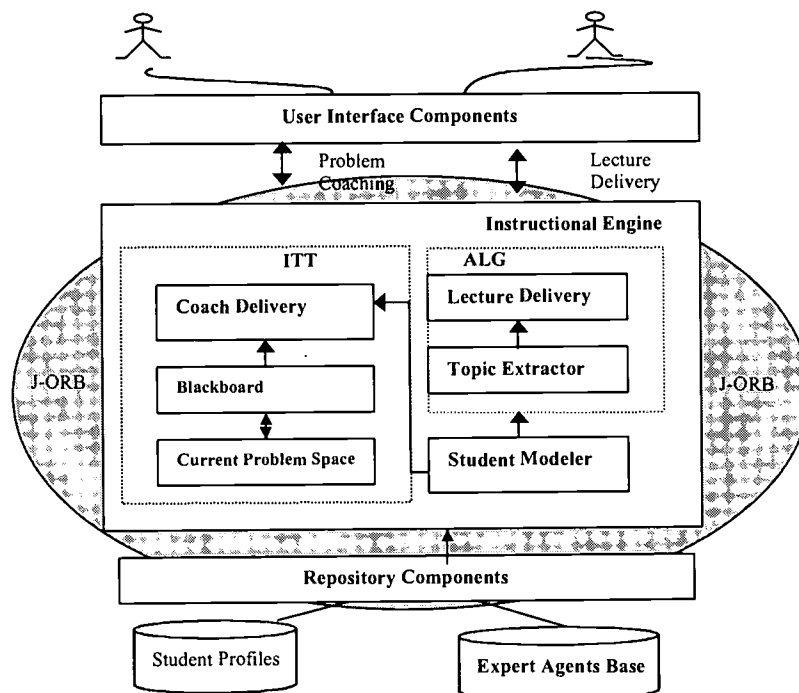 User Interface Components
Problem
Coaching
Lecture
Delivery
Instructional Engine
ITT
ALG
Coach Delivery
Lecture Delivery
Blackboard
Topic Extractor
J-ORB
J-ORB
Current Problem Space
Student Modeler
Repository Components
Student Profiles
Expert Agents Base